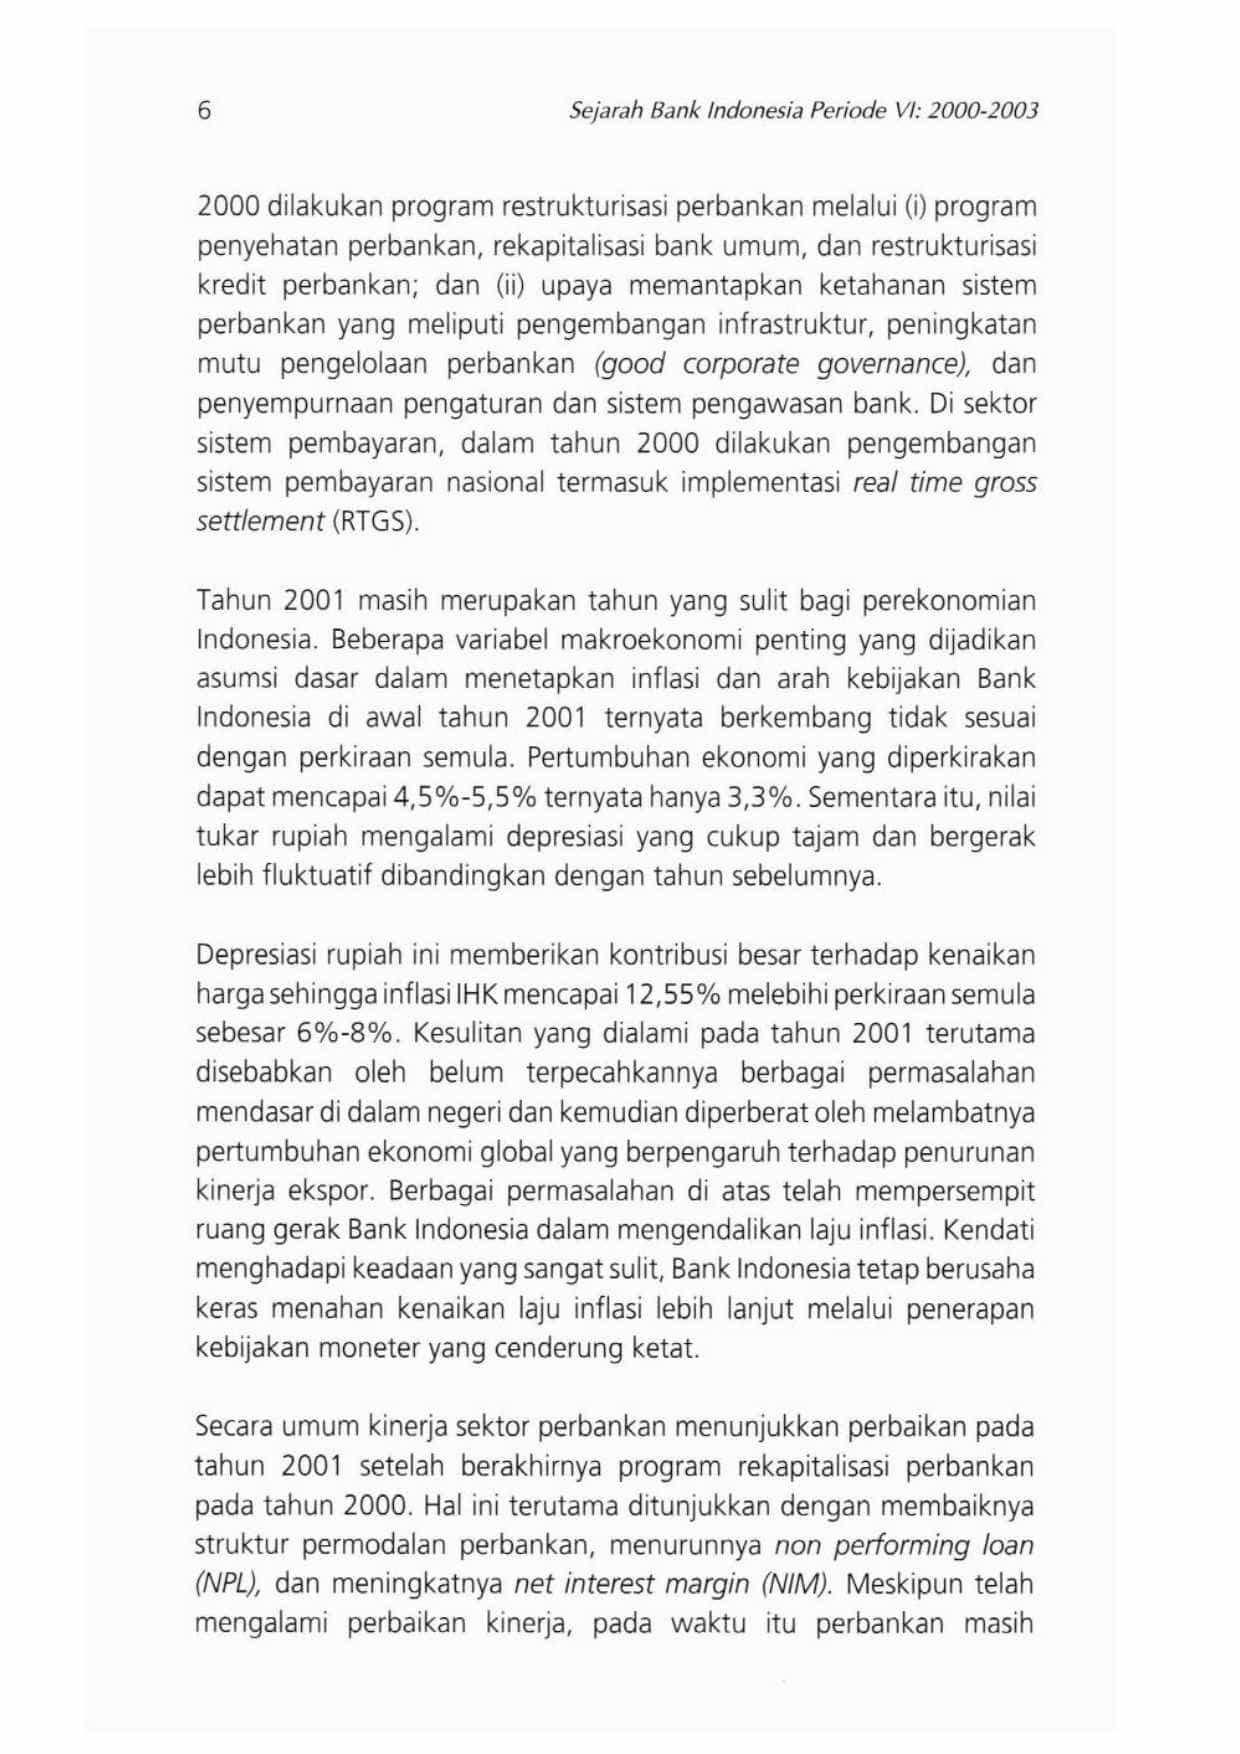 6
Sejarah Bank Indonesia Periode VI: 2000-2003
2000 dilakukan program restrukturisasi perbankan melalui (i) program
penyehatan perbankan, rekapitalisasi bank umum, dan restrukturisasi
kredit perbankan; dan (ii) upaya memantapkan ketahanan sistem
perbankan yang meliputi pengembangan infrastruktur, peningkatan
mutu pengelolaan perbankan (good corporate governance), dan
penyempurnaan pengaturan dan sistem pengawasan bank. Di sektor
sistem pembayaran, dalam tahun 2000 dilakukan pengembangan
sistem pembayaran nasional termasuk implementasi real time gross
settlement (RTGS).
Tahun 2001 masih merupakan tahun yang sulit bagi perekonomian
Indonesia. Beberapa variabel makroekonomi penting yang dijadikan
asumsi dasar dalam menetapkan inflasi dan arah kebijakan Bank
Indonesia di awal tahun 2001 ternyata berkembang tidak sesuai
dengan perkiraan semula. Pertumbuhan ekonomi yang diperkirakan
dapat mencapai 4,5%-5,5% ternyata hanya 3,3%. Sementara itu, nilai
tukar rupiah mengalami depresiasi yang cukup tajam dan bergerak
lebih fluktuatif dibandingkan dengan tahun sebelumnya.
Depresiasi rupiah ini memberikan kontribusi besar terhadap kenaikan
harga sehingga inflasi IHK mencapai 12,55% melebihi perkiraan semula
sebesar 6%-8%. Kesulitan yang dialami pada tahun 2001 terutama
disebabkan oleh belum terpecahkannya berbagai permasalahan
mendasar di dalam negeri dan kemudian diperberat oleh melambatnya
pertumbuhan ekonomi global yang berpengaruh terhadap penurunan
kinerja ekspor. Berbagai permasalahan di atas telah mempersempit
ruang gerak Bank Indonesia dalam mengendalikan laju inflasi. Kendati
menghadapi keadaan yang sangat sulit, Bank Indonesia tetap berusaha
keras menahan kenaikan laju inflasi lebih lanjut melalui penerapan
kebijakan moneter yang cenderung ketat.
Secara umum kinerja sektor perbankan menunjukkan perbaikan pada
tahun 2001 setelah berakhirnya program rekapitalisasi perbankan
pada tahun 2000. Hal ini terutama ditunjukkan dengan membaiknya
struktur permodalan perbankan, menurunnya non performing loan
(NPL), dan meningkatnya net interest margin (NIM). Meskipun telah
mengalami perbaikan kinerja, pada waktu itu perbankan masih